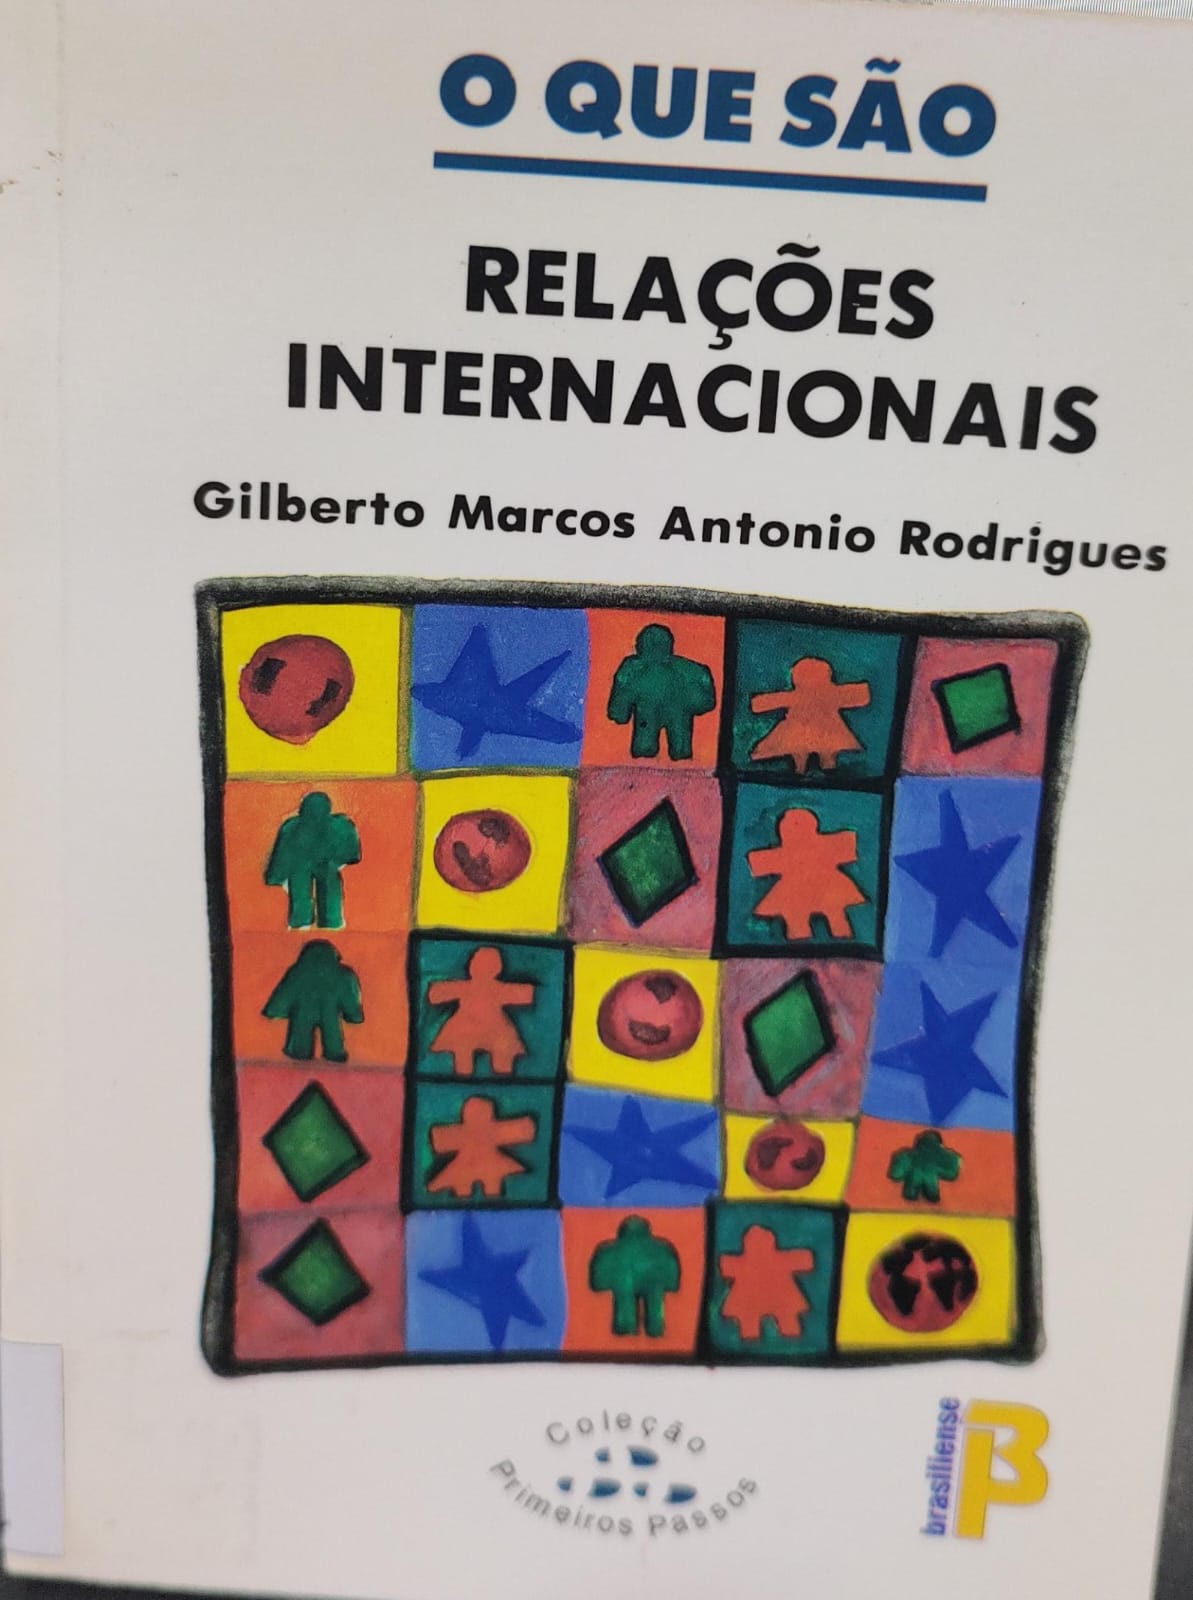 O QUE SÃO
RELAÇÕES
INTERNACIONAIS
Gilberto Marcos Antonio Rodrigues
Coleção
Primeiros Passos
brasiliense